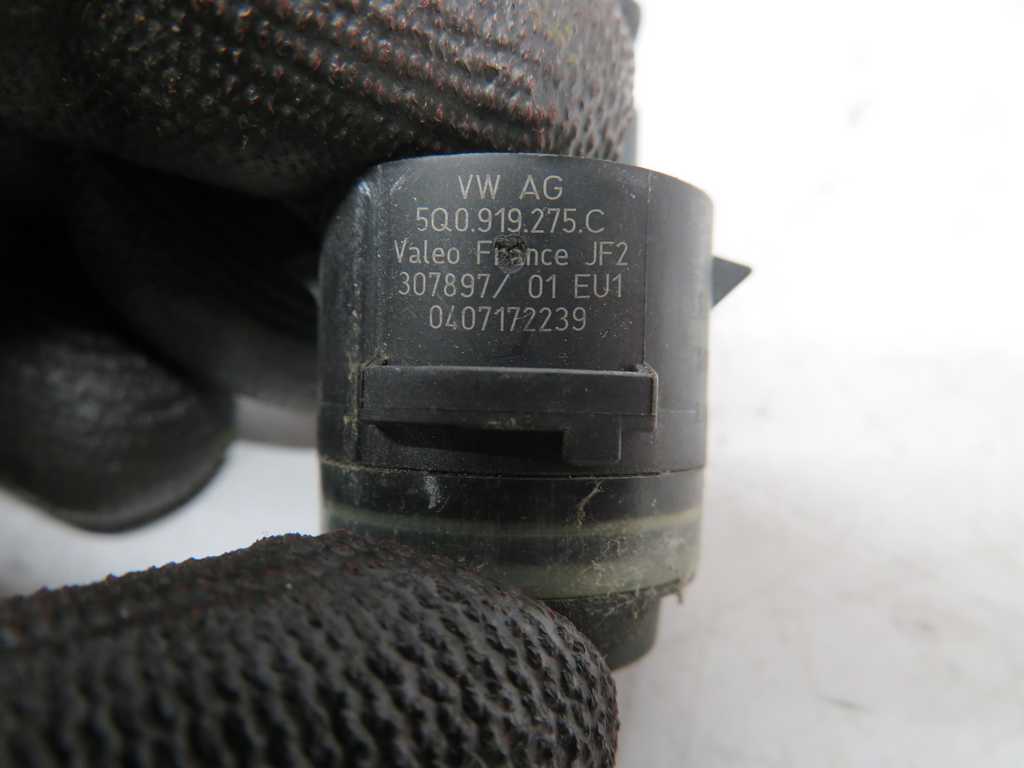 VW AG
5Q0.919.275.C
Valeo France JF2
307897/ 01 EU1
0407172239